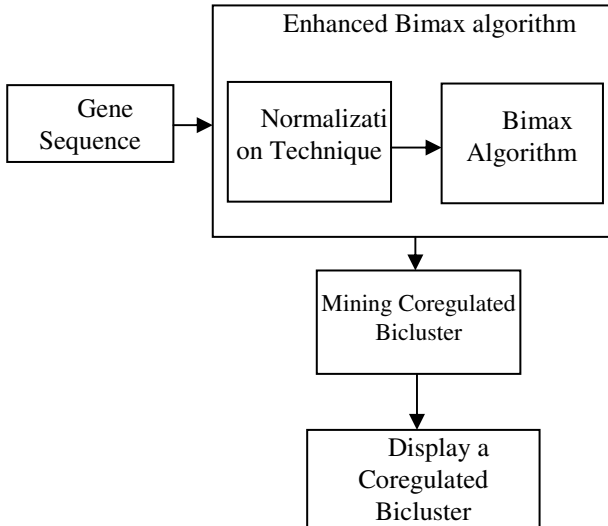 Enhanced Bimax algorithm
Gene
Sequence
Normalizati
on Technique
Bimax
Algorithm
Mining Coregulated
Bicluster
Display a
Coregulated
Bicluster